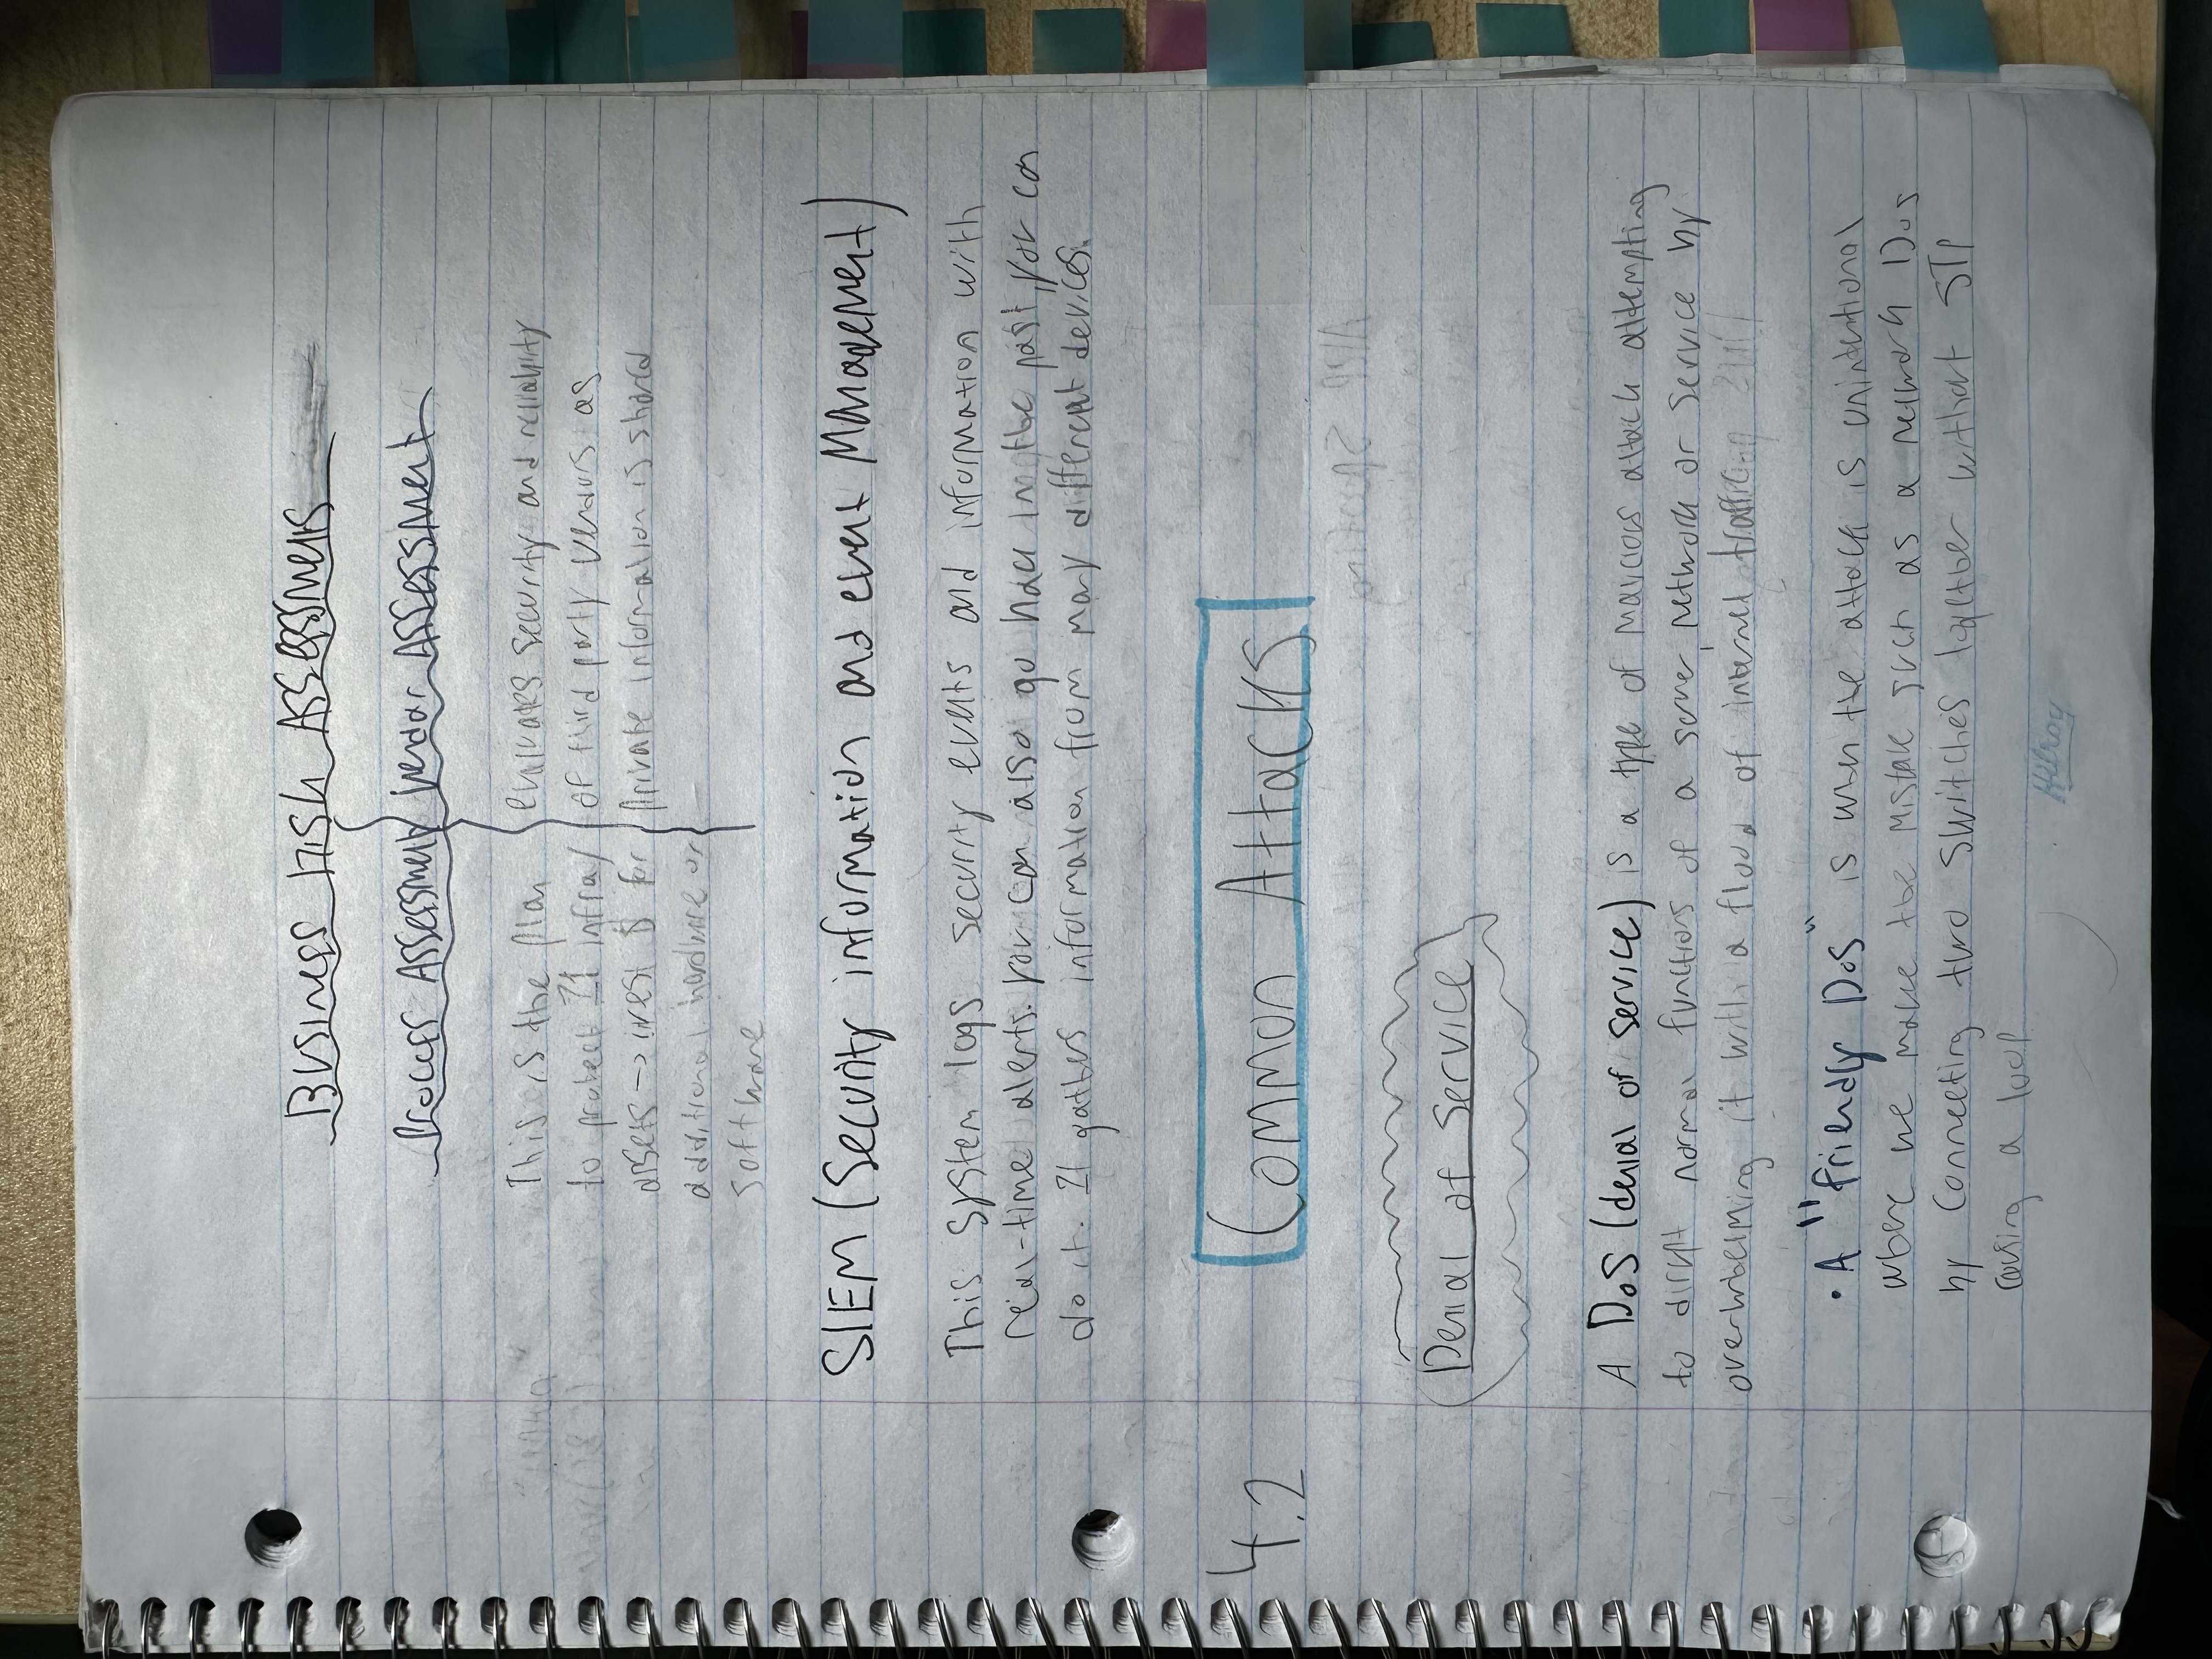 Business Risk Assessments
Process Assessment
Vendor Assessment
This is the plan
to protect It infra/
assets → invest $ for
additional hardware or
software
evaluates security and reliability
of third party vendors as
private information is shared
SIEM (Security information and event Management)
This system logs security events and information with
real-time alerts. You can also go back in the past, you can
do it. It gathers information from many different devices.
4.2
Common Attacks
Denial of Service
A DoS (denial of service) is a type of malicious attack attempting
to disrupt normal functions of a server, network or service by
overwhelming it with a flood of internet traffic
• A "friendly DoS" is when the attack is unintentional
where we make the mistake such as a network DoS
by connecting two switches together without STP
causing a loop
Hilroy